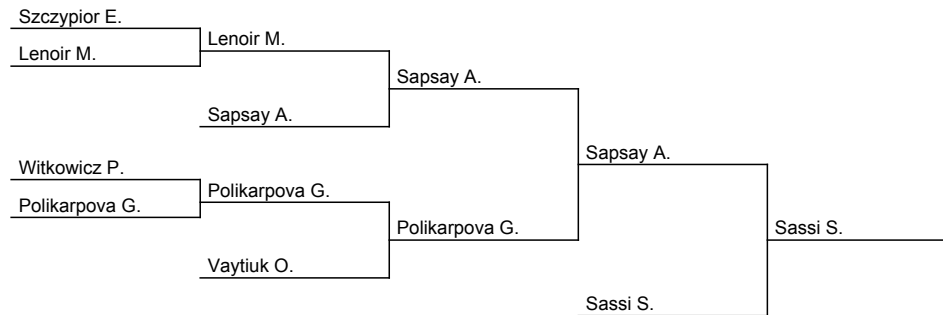 Szczypior E.
Lenoir M.
Lenoir M.
Sapsay A.
Sapsay A.
Witkowicz P.
Polikarpova G.
Polikarpova G.
Vaytiuk O.
Polikarpova G.
Sapsay A.
Sassi S.
Sassi S.